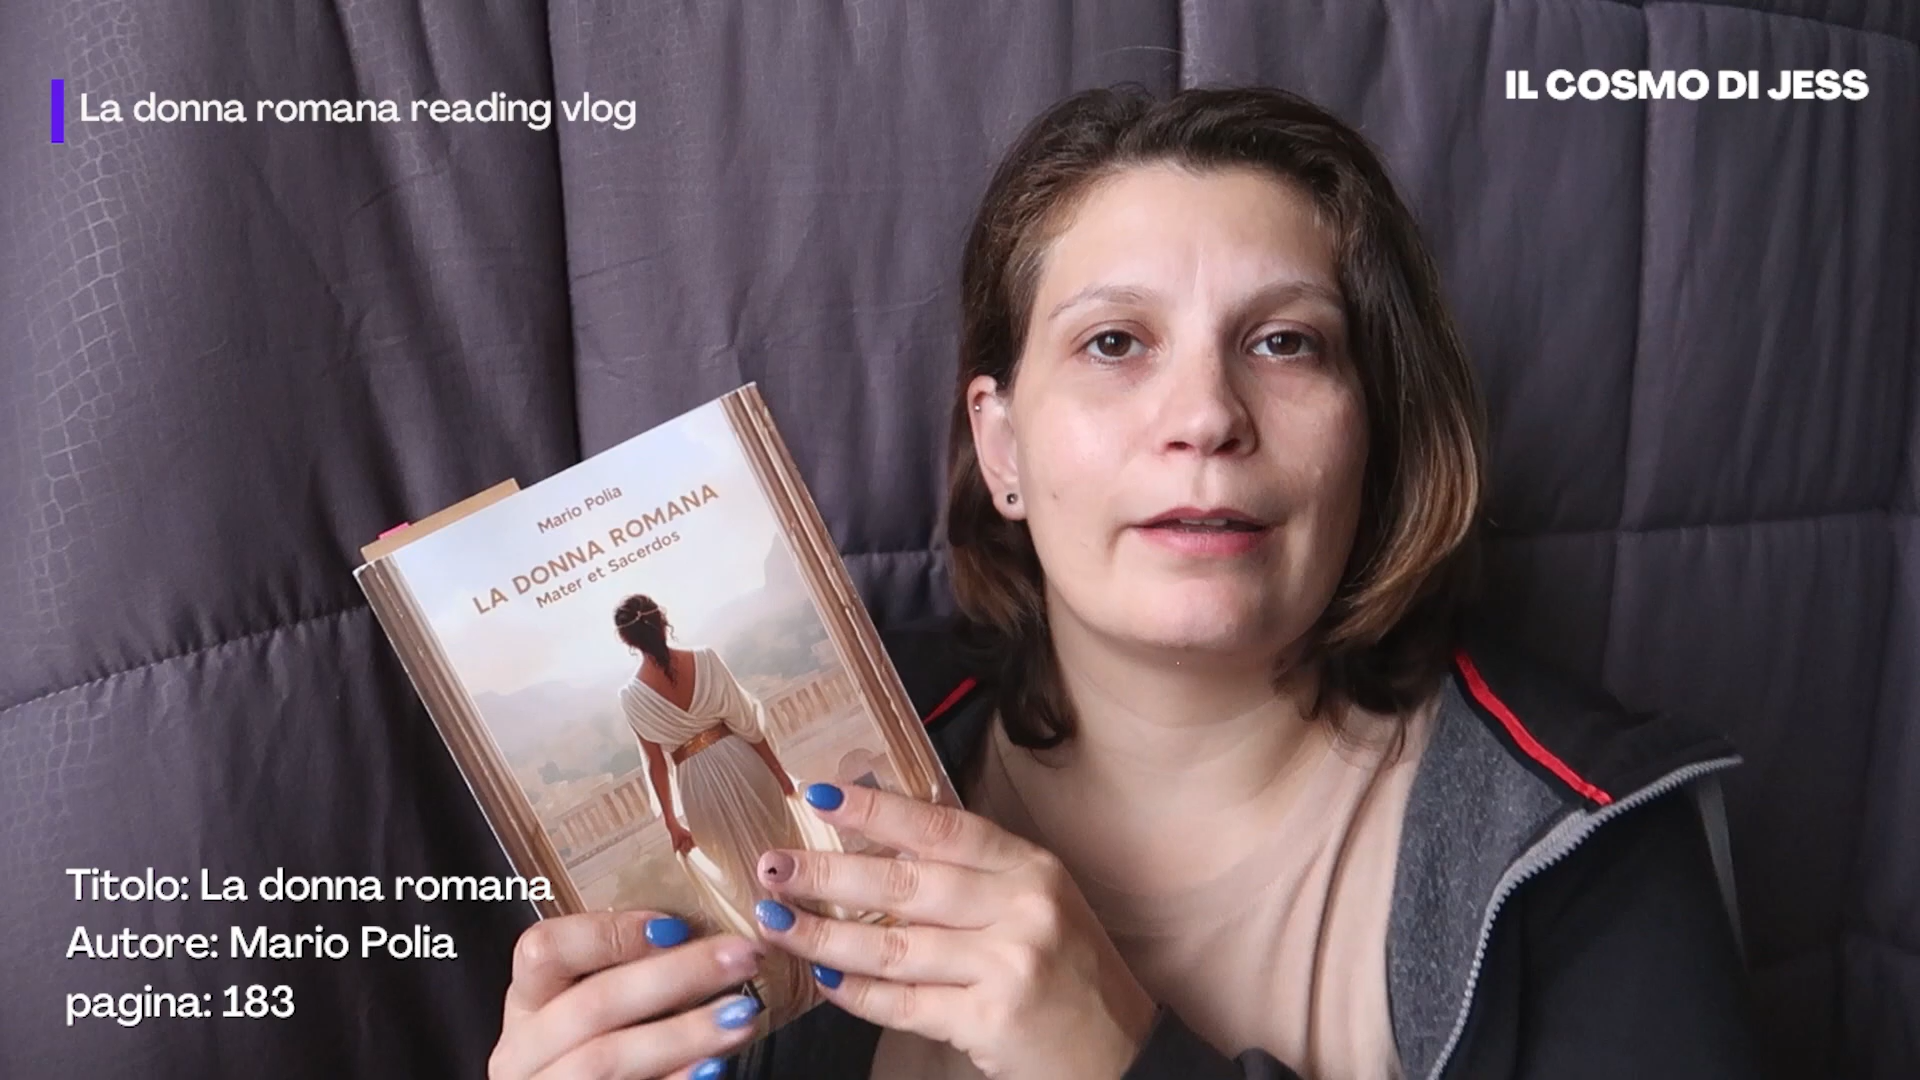 La donna romana reading vlog
IL COSMO DI JESS
Mario Polia
LA DONNA ROMANA
Mater et Sacerdos
Titolo: La donna romana
Autore: Mario Polia
pagina: 183